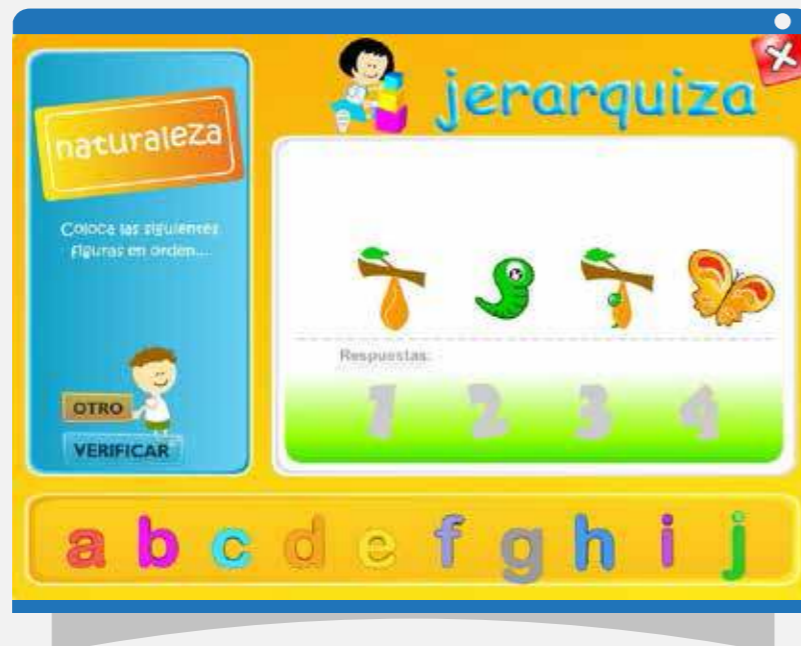 jerarquiza
naturaleza
Coloca las siguientes
figuras en orden....
OTRO
VERIFICAR
Respuestas:
1 2 3 4
a b c d e f g h i j